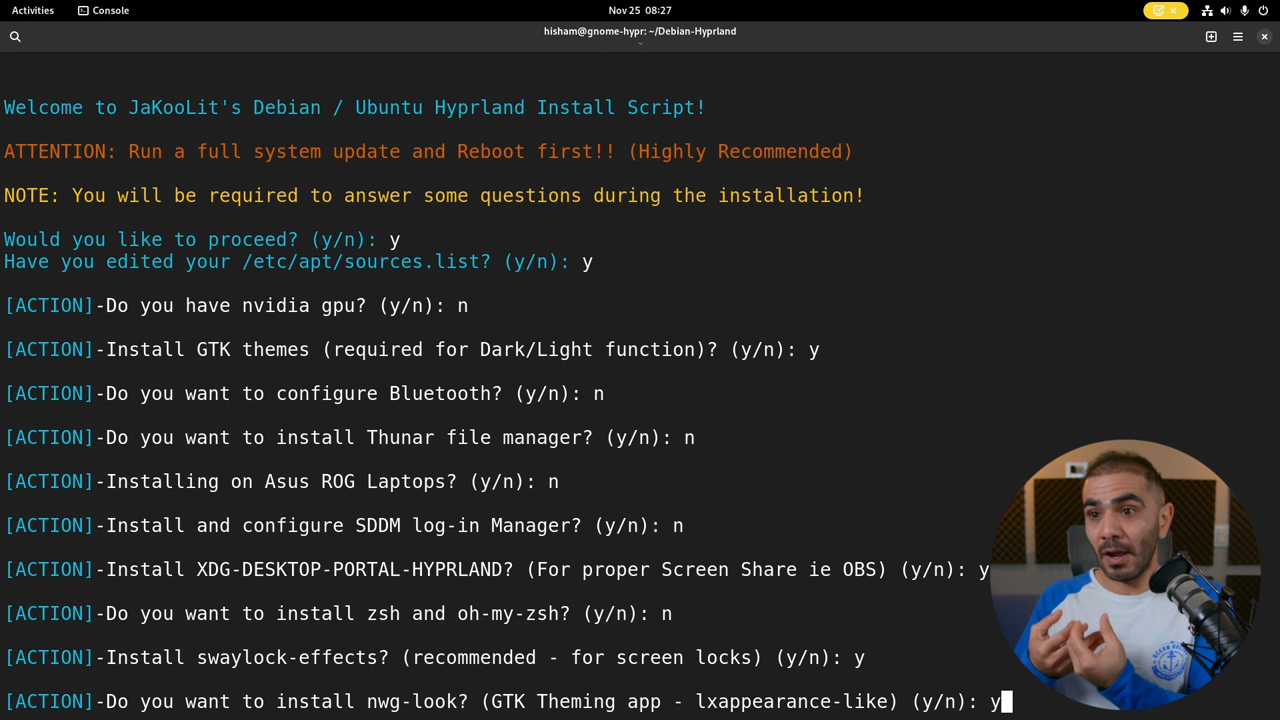 Activities
Console
Nov 25 08:27
hisham@gnome-hypr: ~/Debian-Hyprland
~
Welcome to JaKooLit's Debian / Ubuntu Hyprland Install Script!
ATTENTION: Run a full system update and Reboot first!! (Highly Recommended)
NOTE: You will be required to answer some questions during the installation!
Would you like to proceed? (y/n): y
Have you edited your /etc/apt/sources.list? (y/n): y
[ACTION]-Do you have nvidia gpu? (y/n): n
[ACTION]-Install GTK themes (required for Dark/Light function)? (y/n): y
[ACTION]-Do you want to configure Bluetooth? (y/n): n
[ACTION]-Do you want to install Thunar file manager? (y/n): n
[ACTION]-Installing on Asus ROG Laptops? (y/n): n
[ACTION]-Install and configure SDDM log-in Manager? (y/n): n
[ACTION]-Install XDG-DESKTOP-PORTAL-HYPRLAND? (For proper Screen Share ie OBS) (y/n): y
[ACTION]-Do you want to install zsh and oh-my-zsh? (y/n): n
[ACTION]-Install swaylock-effects? (recommended - for screen locks) (y/n): y
[ACTION]-Do you want to install nwg-look? (GTK Theming app - lxappearance-like) (y/n): y